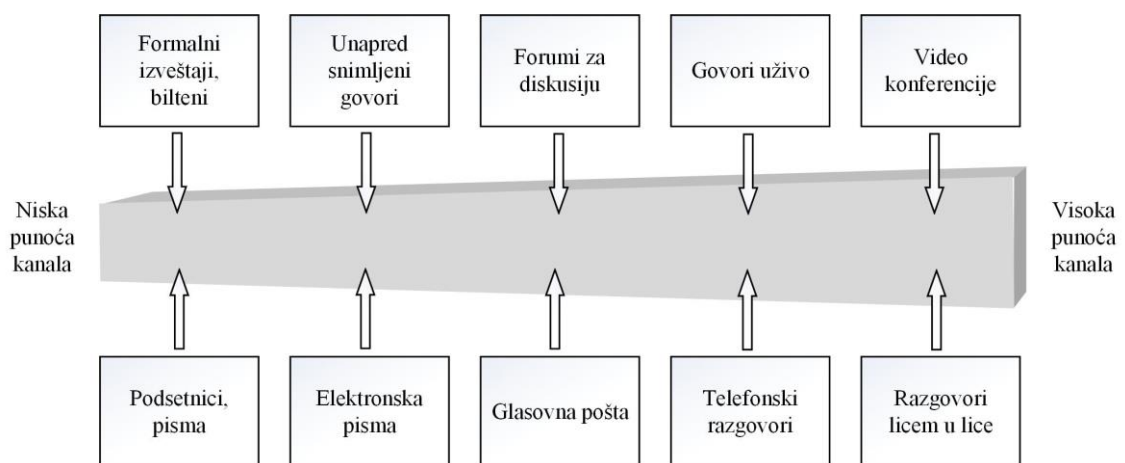 Formalni
izveštaji,
bilteni
Unapred
snimljeni
govori
Forumi za
diskusiju
Govori uživo
Video
konferencije
Niska
punoća
kanala
Visoka
punoća
kanala
Podsetnici,
pisma
Elektronska
pisma
Glasovna pošta
Telefonski
razgovori
Razgovori
licem u lice